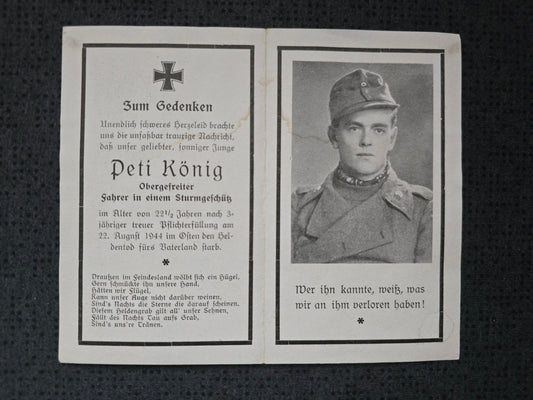 Zum Gedenken
Unendlich schweres Herzeleid brachte
uns die unfaßbar traurige Nachricht,
daß unser geliebter, sonniger Junge
Peti König
Obergefreiter
Fahrer in einem Sturmgeschütz
im Alter von 22½ Jahren nach 3-
jähriger treuer Pflichterfüllung am
22. August 1944 im Osten den Hel-
dentod fürs Vaterland starb.
Draußen im Feindesland wölbt sich ein Hügel,
Gern schmückte ihn unsere Hand,
Hätten wir Flügel.
Kann unser Auge nicht darüber weinen,
Sind's Nachts die Sterne die darauf scheinen.
Diesem Heldengrab gilt all' unser Sehnen,
Fällt des Nachts Tau aufs Grab,
Sind's uns're Tränen.
Wer ihn kannte, weiß, was
wir an ihm verloren haben!